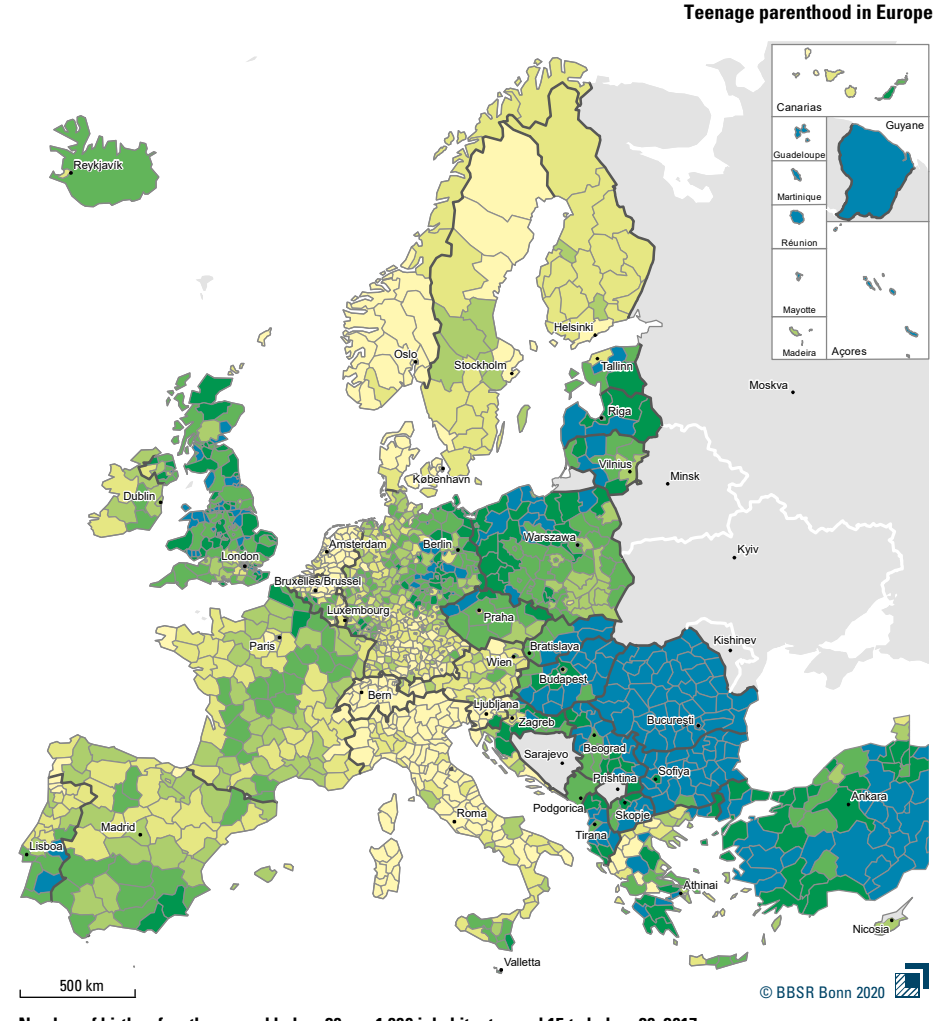 Teenage parenthood in Europe
Canarias
Guyane
Guadeloupe
Martinique
Réunion
Mayotte
Madeira
Açores
Reykjavík
Helsinki
Oslo
Tallinn
Stockholm
Moskva
Riga
Vilnius
København
Minsk
Dublin
Amsterdam
Berlin
Warszawa
London
Kyiv
Bruxelles/Brussel
Luxembourg
Praha
Paris
Kishinev
Bratislava
Wien
Budapest
Bern
Ljubljana
Zagreb
București
Sarajevo
Beograd
Sofiya
Prishtina
Ankara
Podgorica
Skopje
Roma
Madrid
Tirana
Lisboa
Athinai
Nicosia
Valletta
500 km
© BBSR Bonn 2020